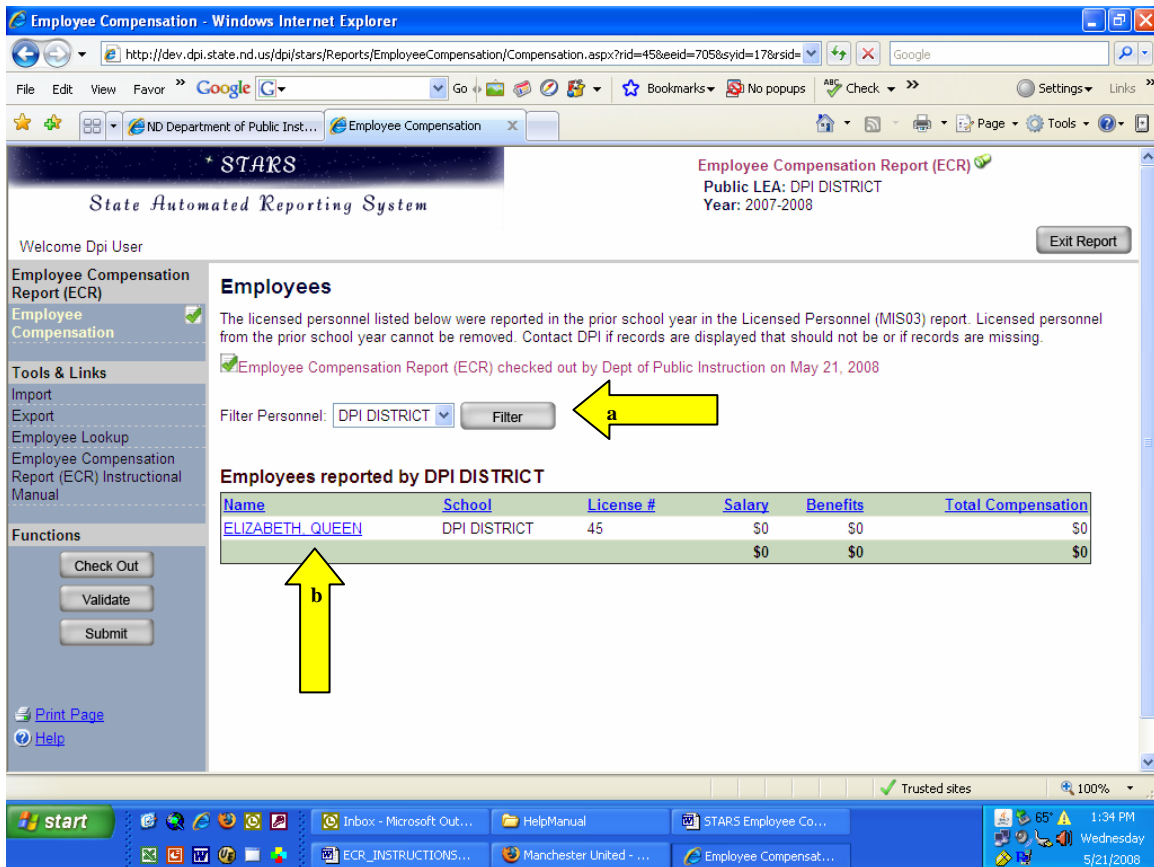 Employee Compensation - Windows Internet Explorer
http://dev.dpi.state.nd.us/dpi/stars/Reports/EmployeeCompensation/Compensation.aspx?rid=45&eeid=705&syid=17&rsid=
Google
File Edit View Favor » Google G Go Bookmarks No popups ABC Check » Settings Links »
ND Department of Public Inst... Employee Compensation X Page Tools
STARS
State Automated Reporting System
Employee Compensation Report (ECR)
Public LEA: DPI DISTRICT
Year: 2007-2008
Welcome Dpi User
Exit Report
Employee Compensation Report (ECR)
Employee Compensation
Tools & Links
Import
Export
Employee Lookup
Employee Compensation Report (ECR) Instructional Manual
Functions
Check Out
Validate
Submit
Print Page
Help
Employees
The licensed personnel listed below were reported in the prior school year in the Licensed Personnel (MIS03) report. Licensed personnel
from the prior school year cannot be removed. Contact DPI if records are displayed that should not be or if records are missing.
Employee Compensation Report (ECR) checked out by Dept of Public Instruction on May 21, 2008
Filter Personnel: DPI DISTRICT Filter
a
Employees reported by DPI DISTRICT
Name School License # Salary Benefits Total Compensation
ELIZABETH, QUEEN DPI DISTRICT 45 $0 $0 $0
$0 $0 $0
b
Trusted sites 100%
start Inbox - Microsoft Out... HelpManual STARS Employee Co... 65° 1:34 PM
Wednesday
ECR_INSTRUCTIONS... Manchester United - ... Employee Compensat... 5/21/2008